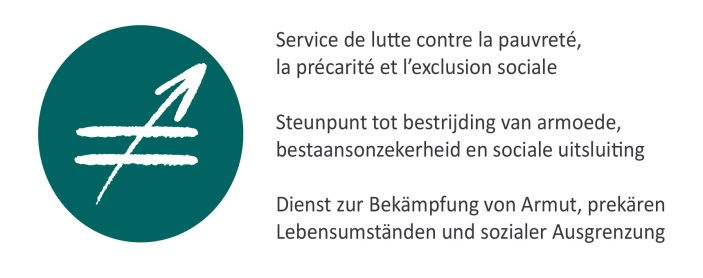 Service de lutte contre la pauvreté,
la précarité et l’exclusion sociale
Steunpunt tot bestrijding van armoede,
bestaansonzekerheid en sociale uitsluiting
Dienst zur Bekämpfung von Armut, prekären
Lebensumständen und sozialer Ausgrenzung